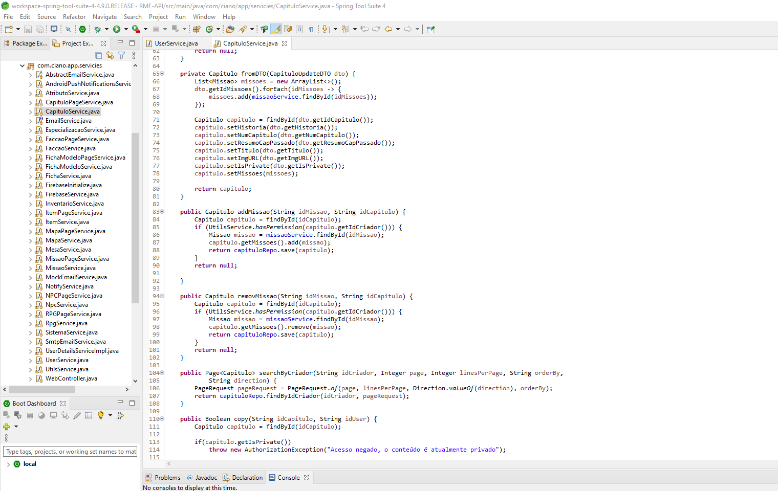 workspace-spring-tool-suite-4-4.9.0.RELEASE - RME-API/src/main/java/com/ciano/app/servicies/CapituloService.java - Spring Tool Suite 4
File Edit Source Refactor Navigate Search Project Run Window Help
Package Ex... Project Exp...
UserService.java CapituloService.java
com.ciano.app.servicies
AbstractEmailService.java
AndroidPushNotificationsServic
AtributoService.java
CapituloPageService.java
CapituloService.java
EmailService.java
EspecializacaoService.java
FaccaoPageService.java
FaccaoService.java
FichaModeloPageService.java
FichaModeloService.java
FichaService.java
FirebaseInitialize.java
FirebaseService.java
InventarioService.java
ItemPageService.java
ItemService.java
MapaPageService.java
MapaService.java
MesaService.java
MissaoPageService.java
MissaoService.java
MockEmailService.java
NotifyService.java
NPCPageService.java
NpcService.java
RPGPageService.java
RpgService.java
SistemaService.java
SmtpEmailService.java
UserDetailsServiceImpl.java
UserService.java
UtilsService.java
WebController.java
Boot Dashboard
Type tags, projects, or working set names to mat
local
62 return null;
63 }
64
65 private Capitulo fromDTO(CapituloUpdateDTO dto) {
66 List<Missao> missoes = new ArrayList<>();
67 dto.getIdMissoes().forEach(idMissoes -> {
68 missoes.add(missaoService.findById(idMissoes));
69 });
70
71 Capitulo capitulo = findById(dto.getIdCapitulo());
72 capitulo.setHistoria(dto.getHistoria());
73 capitulo.setNumCapitulo(dto.getNumCapitulo());
74 capitulo.setResumoCapPassado(dto.getResumoCapPassado());
75 capitulo.setTitulo(dto.getTitulo());
76 capitulo.setImgURL(dto.getImgURL());
77 capitulo.setIsPrivate(dto.getisPrivate());
78 capitulo.setMissoes(missoes);
79
80 return capitulo;
81 }
82
83 public Capitulo addMissao(String idMissao, String idCapitulo) {
84 Capitulo capitulo = findById(idCapitulo);
85 if (UtilsService.hasPermission(capitulo.getIdCriador())) {
86 Missao missao = missaoService.findById(idMissao);
87 capitulo.getMissoes().add(missao);
88 return capituloRepo.save(capitulo);
89 }
90 return null;
91
92 }
93
94 public Capitulo removMissao(String idMissao, String idCapitulo) {
95 Capitulo capitulo = findById(idCapitulo);
96 if (UtilsService.hasPermission(capitulo.getIdCriador())) {
97 Missao missao = missaoService.findById(idMissao);
98 capitulo.getMissoes().remove(missao);
99 return capituloRepo.save(capitulo);
100 }
101 return null;
102 }
103
104 public Page<Capitulo> searchByCriador(String idCriador, Integer page, Integer linesPerPage, String orderBy,
105 String direction) {
106 PageRequest pageRequest = PageRequest.of(page, linesPerPage, Direction.valueOf(direction), orderBy);
107 return capituloRepo.findByIdCriador(idCriador, pageRequest);
108 }
109
110 public Boolean copy(String idCapitulo, String idUser) {
111 Capitulo capitulo = findById(idCapitulo);
112
113 if(capitulo.getIsPrivate())
114 throw new AuthorizationException("Acesso negado, o conteúdo é atualmente privado");
115
Problems Javadoc Declaration Console
No consoles to display at this time.